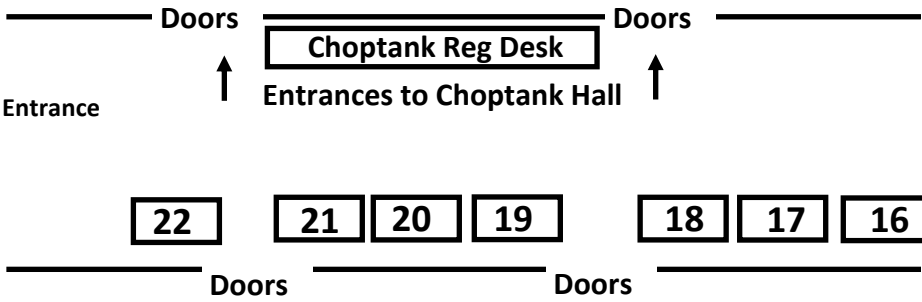 Doors Doors
Choptank Reg Desk
Entrances to Choptank Hall
Entrance
22 21 20 19 18 17 16
Doors Doors